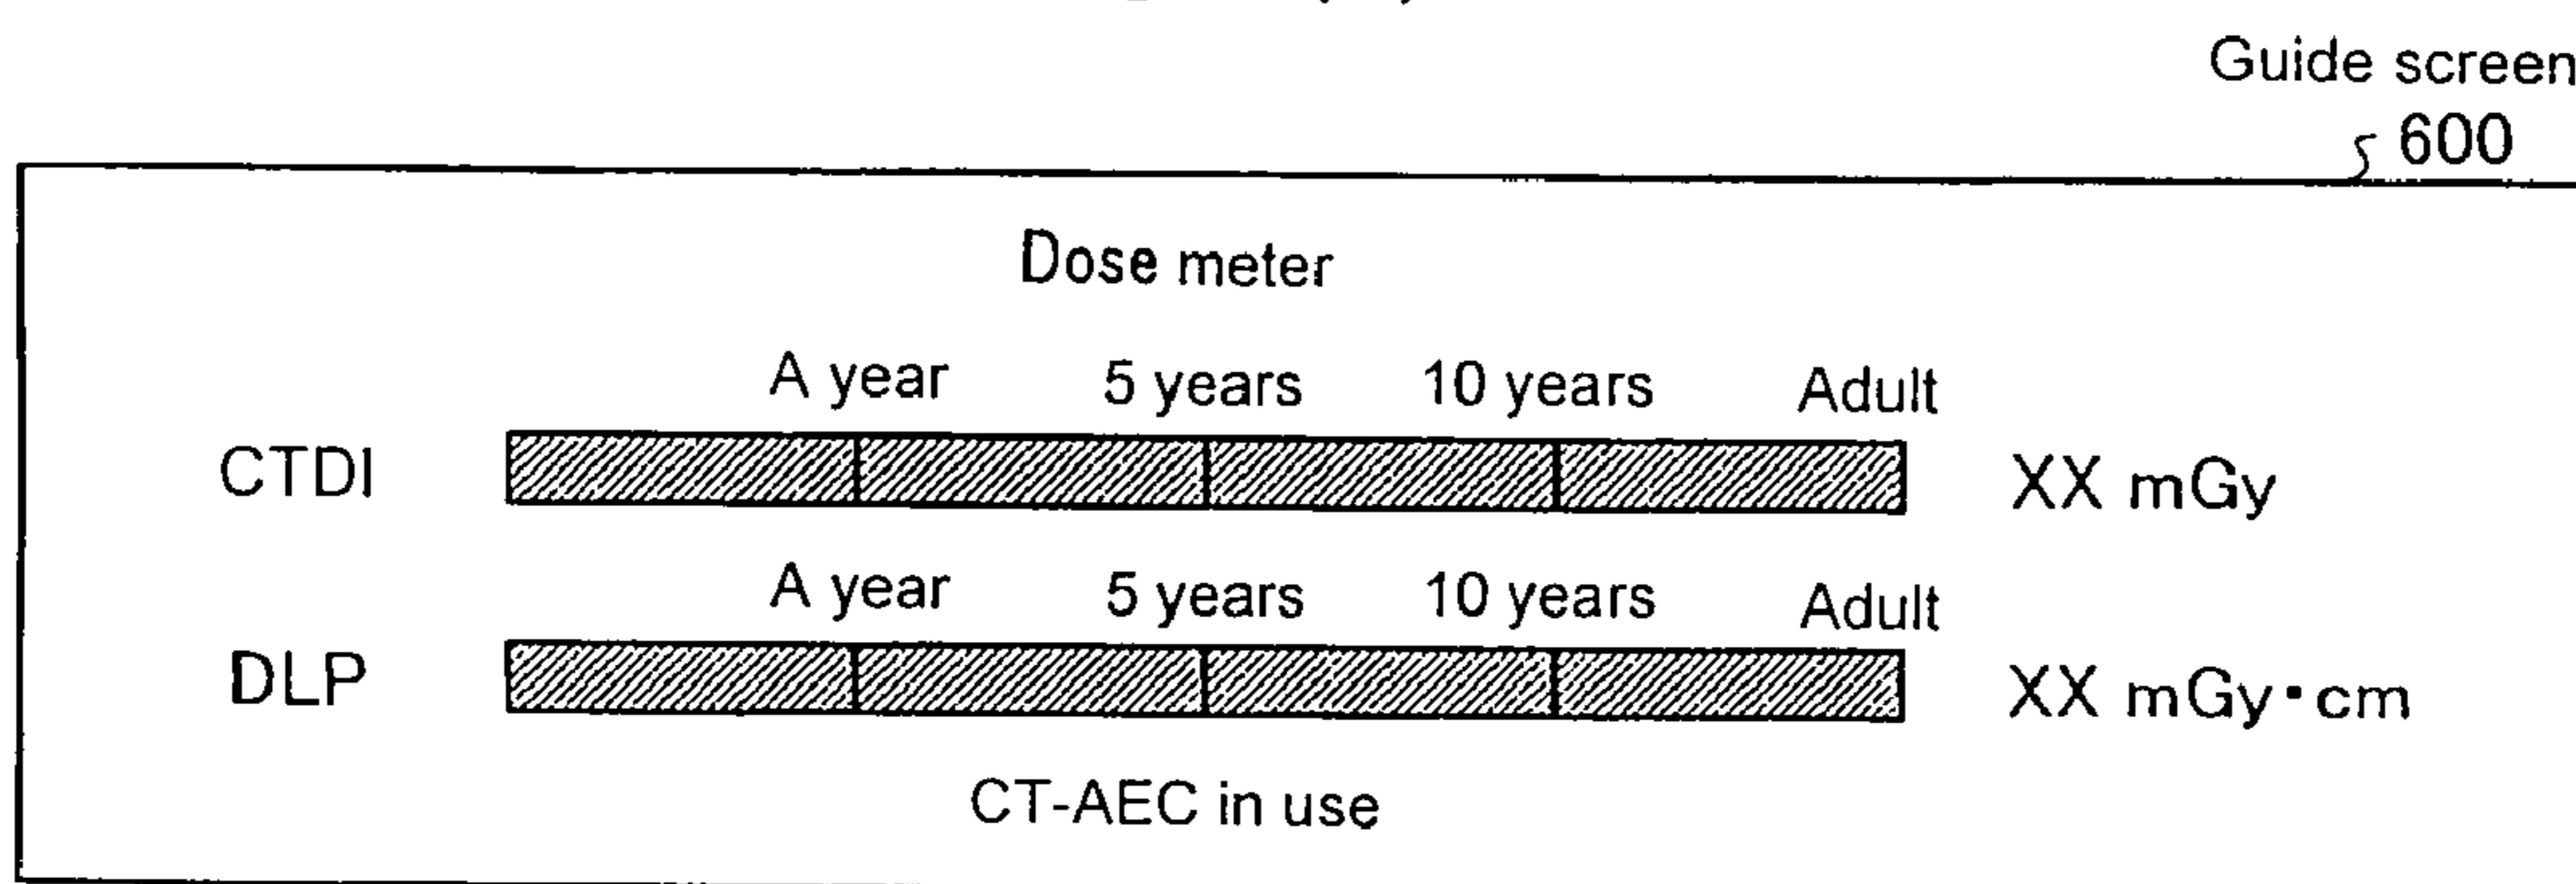 Guide screen
600
Dose meter
A year 5 years 10 years Adult
CTDI XX mGy
A year 5 years 10 years Adult
DLP XX mGy・cm
CT-AEC in use